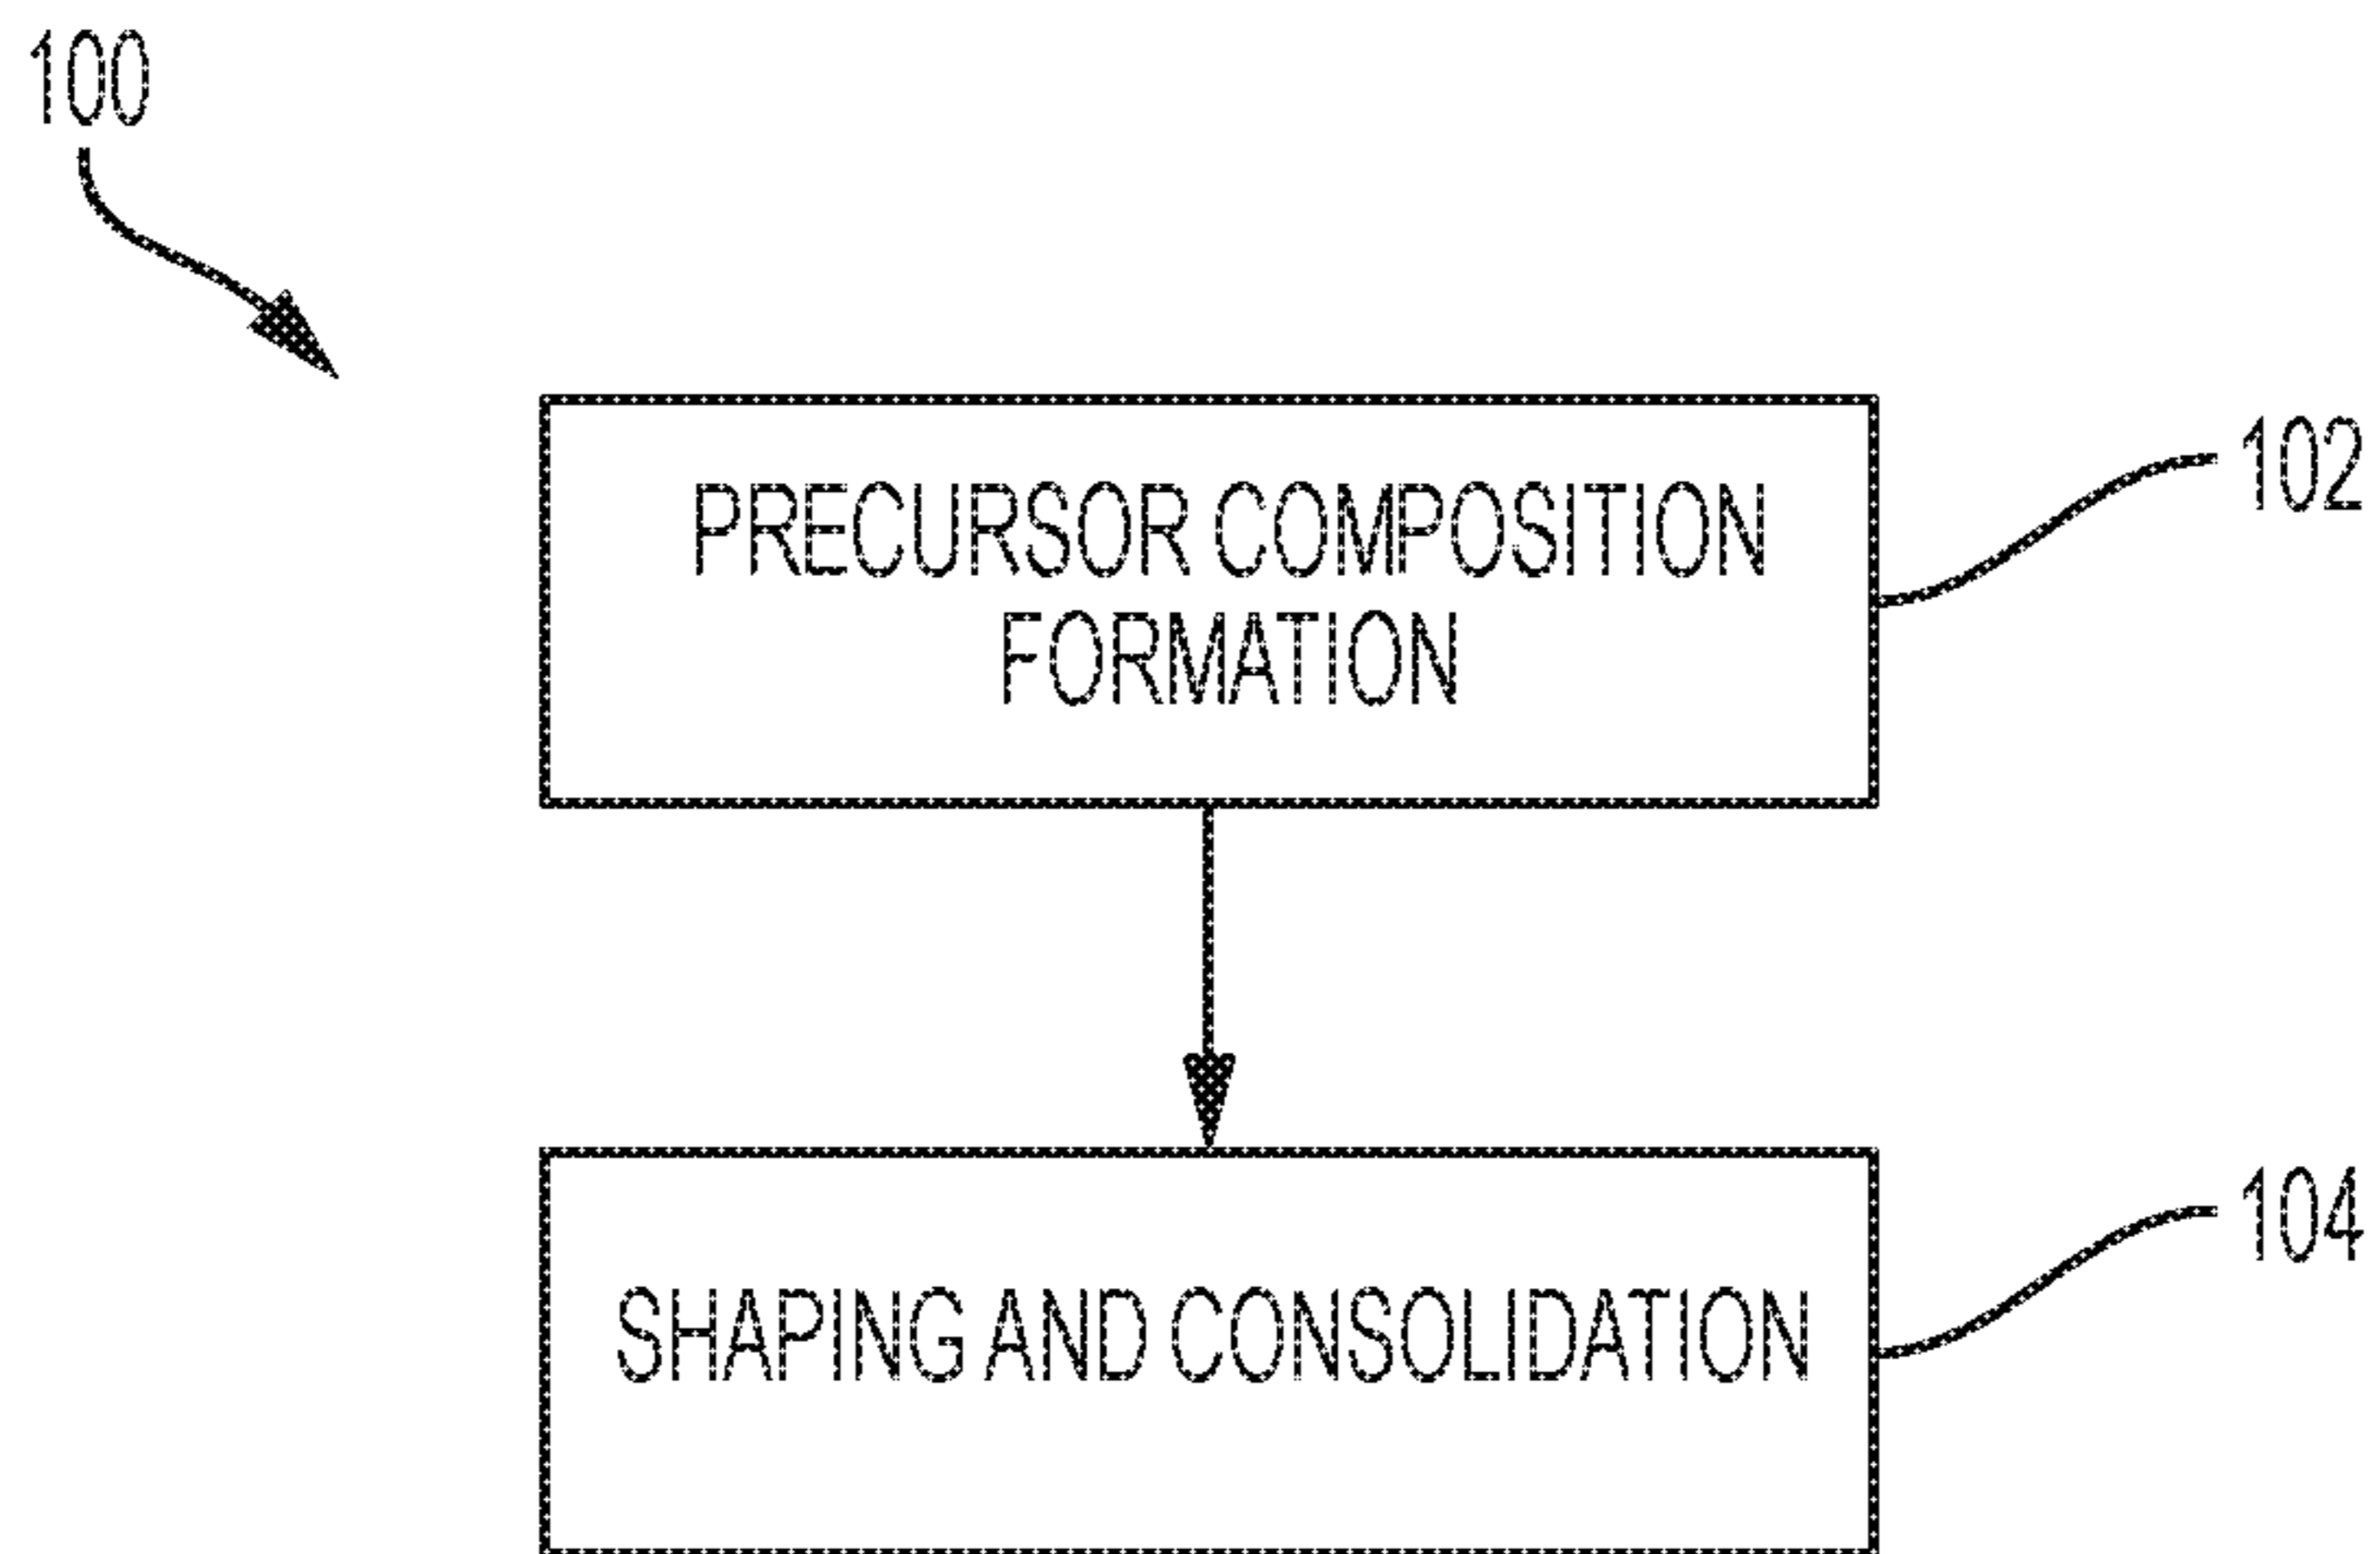 100
PRECURSOR COMPOSITION
FORMATION
102
SHAPING AND CONSOLIDATION
104